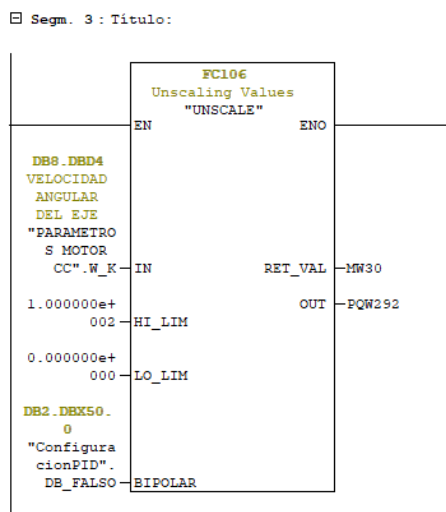 Segm. 3 : Título:
FC106
Unscaling Values
"UNSCALE"
EN
ENO
DB8.DBD4
VELOCIDAD
ANGULAR
DEL EJE
"PARAMETRO
S MOTOR
CC".W_K
IN
RET_VAL
MW30
1.000000e+
002
HI_LIM
OUT
PQW292
0.000000e+
000
LO_LIM
DB2.DBX50.
0
"Configura
cionPID".
DB_FALSO
BIPOLAR